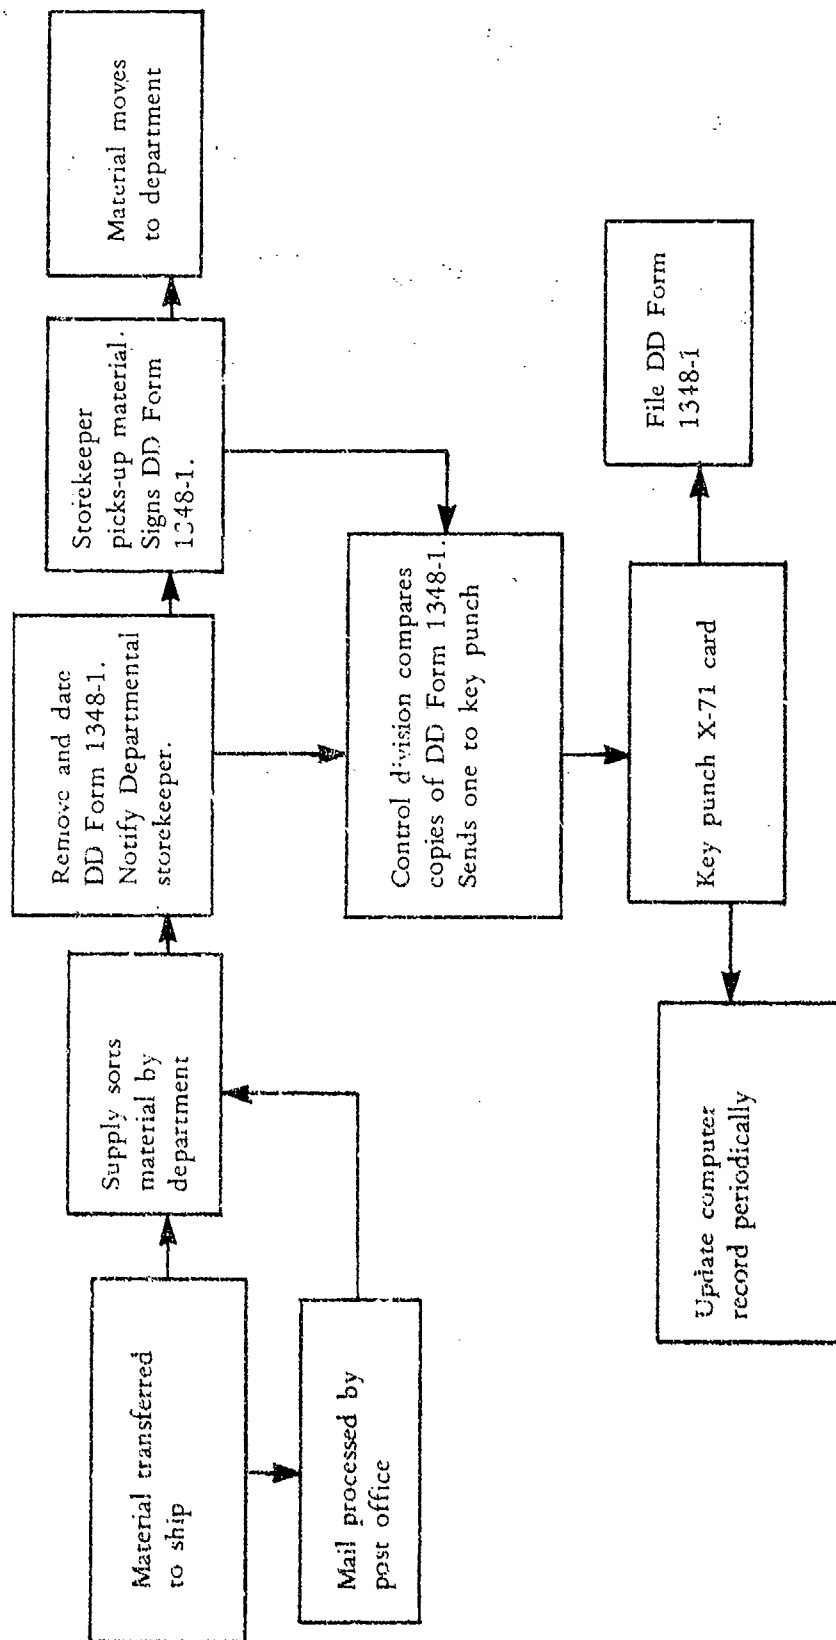 Material transferred
to ship
Mail processed by
post office
Supply sorts
material by
department
Remove and date
DD Form 1348-1.
Notify Departmental
storekeeper.
Storekeeper
picks-up material.
Signs DD Form
1348-1.
Material moves
to department
Control division compares
copies of DD Form 1348-1.
Sends one to key punch
Key punch X-71 card
File DD Form
1348-1
Update computer
record periodically